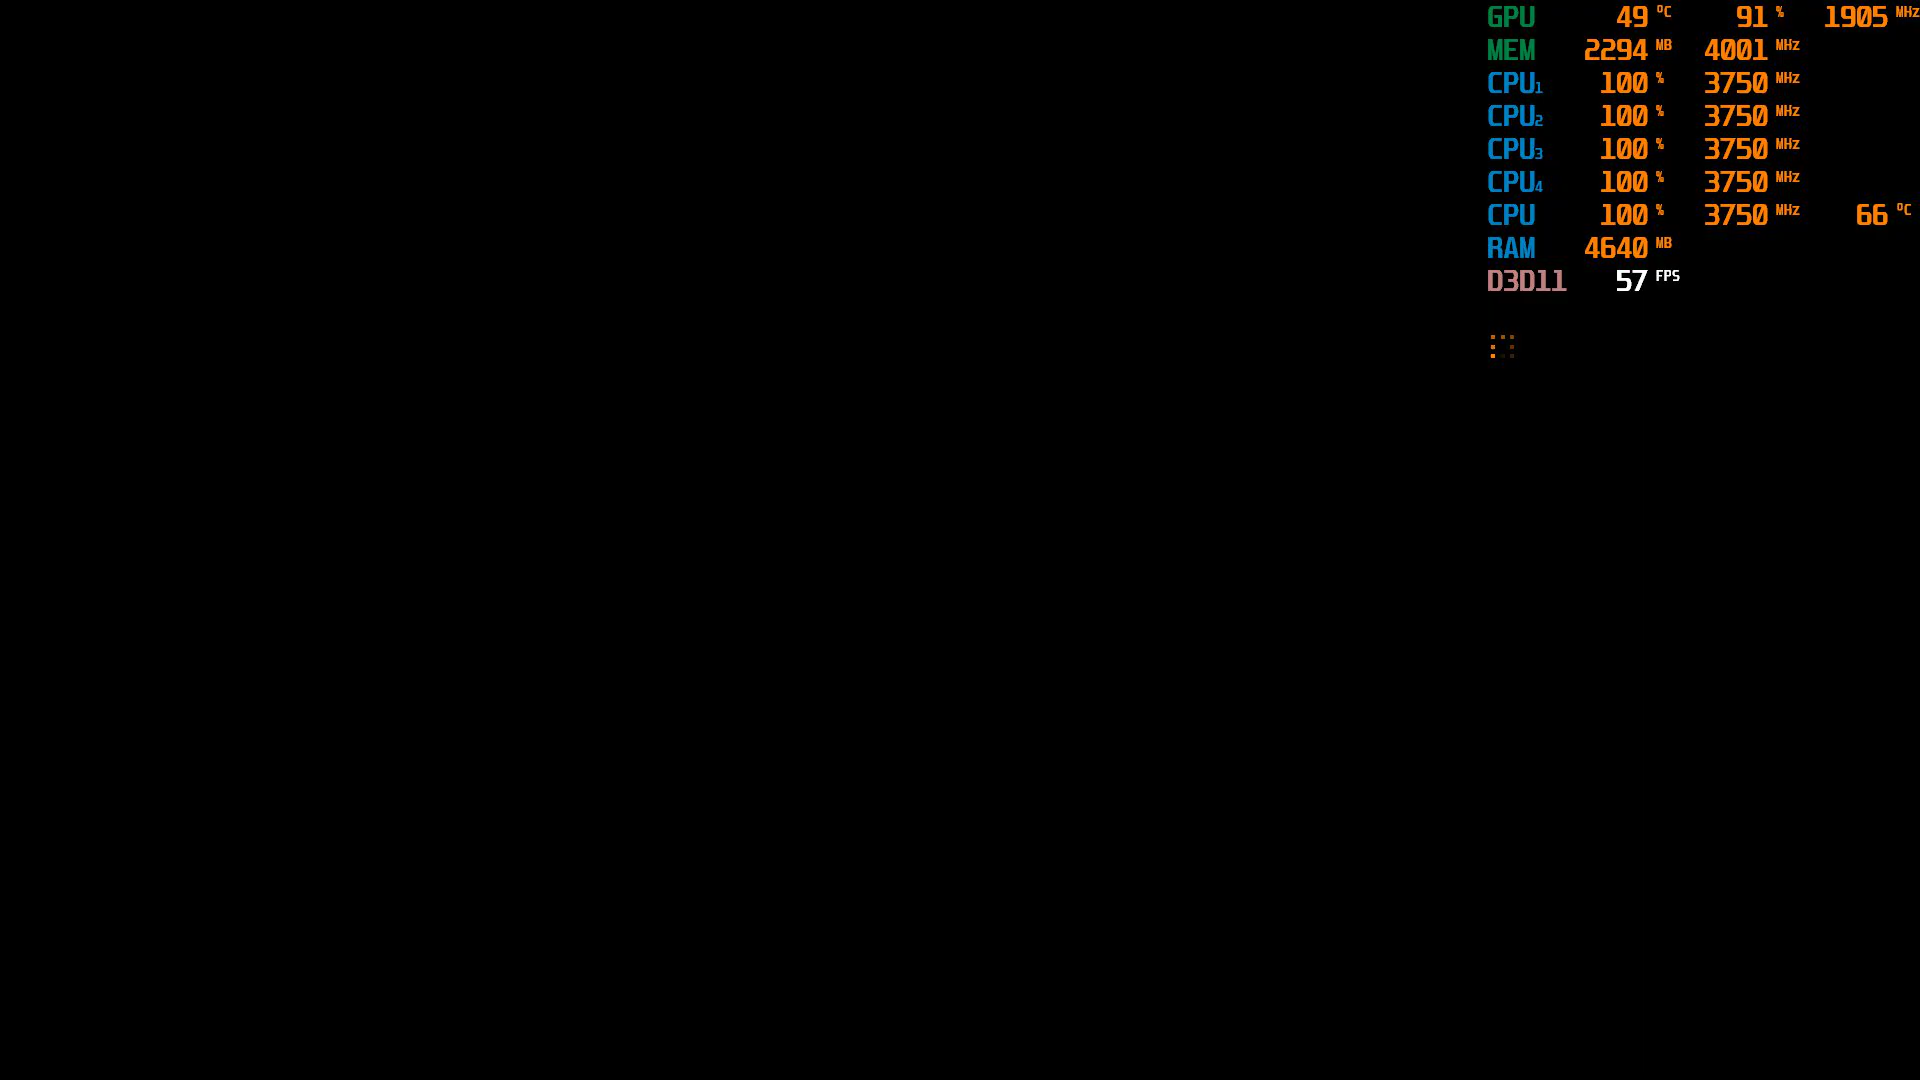 GPU 49 °C 91 % 1905 MHz
MEM 2294 MB 4001 MHz
CPU1 100 % 3750 MHz
CPU2 100 % 3750 MHz
CPU3 100 % 3750 MHz
CPU4 100 % 3750 MHz
CPU 100 % 3750 MHz 66 °C
RAM 4640 MB
D3D11 57 FPS